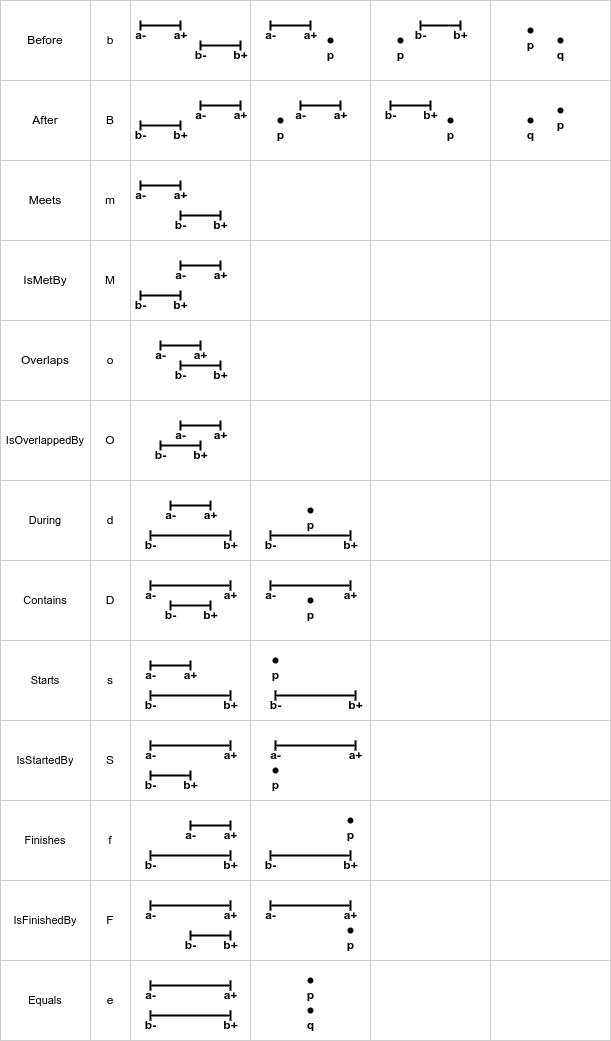 Before b a- a+ b- b+ a- a+ p p b- b+ p q
After B a- a+ b- b+ p a- a+ b- b+ p q p
Meets m a- a+ b- b+
IsMetBy M a- a+ b- b+
Overlaps o a- a+ b- b+
IsOverlappedBy O a- a+ b- b+
During d a- a+ b- b+ p b- b+
Contains D a- a+ b- b+ a- a+ p
Starts s a- a+ b- b+ p b- b+
IsStartedBy S a- a+ b- b+ a- a+ p
Finishes f a- a+ b- b+ p b- b+
IsFinishedBy F a- a+ b- b+ a- a+ p
Equals e a- a+ b- b+ p q